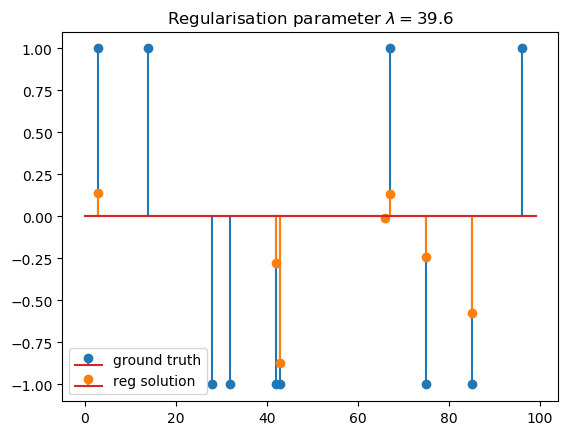 Regularisation parameter λ = 39.6
1.00
0.75
0.50
0.25
0.00
−0.25
−0.50
−0.75
−1.00
ground truth
reg solution
0 20 40 60 80 100